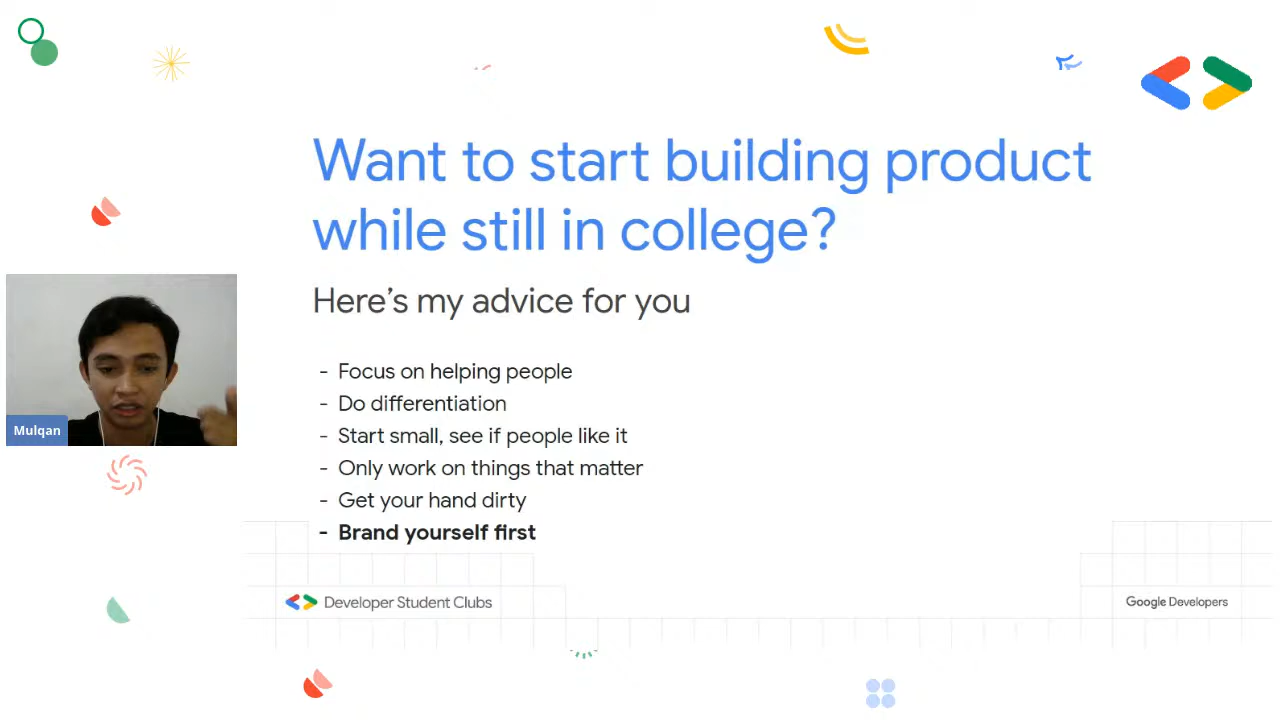 Want to start building product
while still in college?
Here's my advice for you
- Focus on helping people
- Do differentiation
- Start small, see if people like it
- Only work on things that matter
- Get your hand dirty
- Brand yourself first
Mulqan
Developer Student Clubs
Google Developers